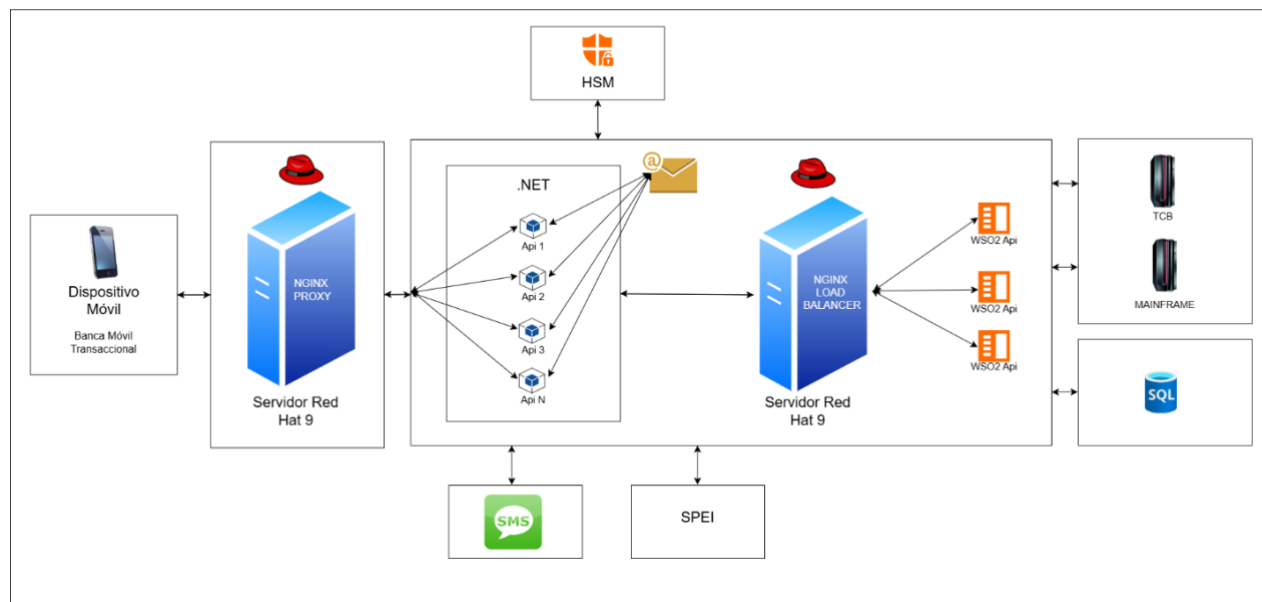 HSM
.NET
@
Api 1
Api 2
Api 3
Api N
NGINX
PROXY
Servidor Red
Hat 9
Dispositivo
Móvil
Banca Móvil
Transaccional
NGINX
LOAD
BALANCER
Servidor Red
Hat 9
WSO2 Api
WSO2 Api
WSO2 Api
TCB
MAINFRAME
SQL
SMS
SPEI